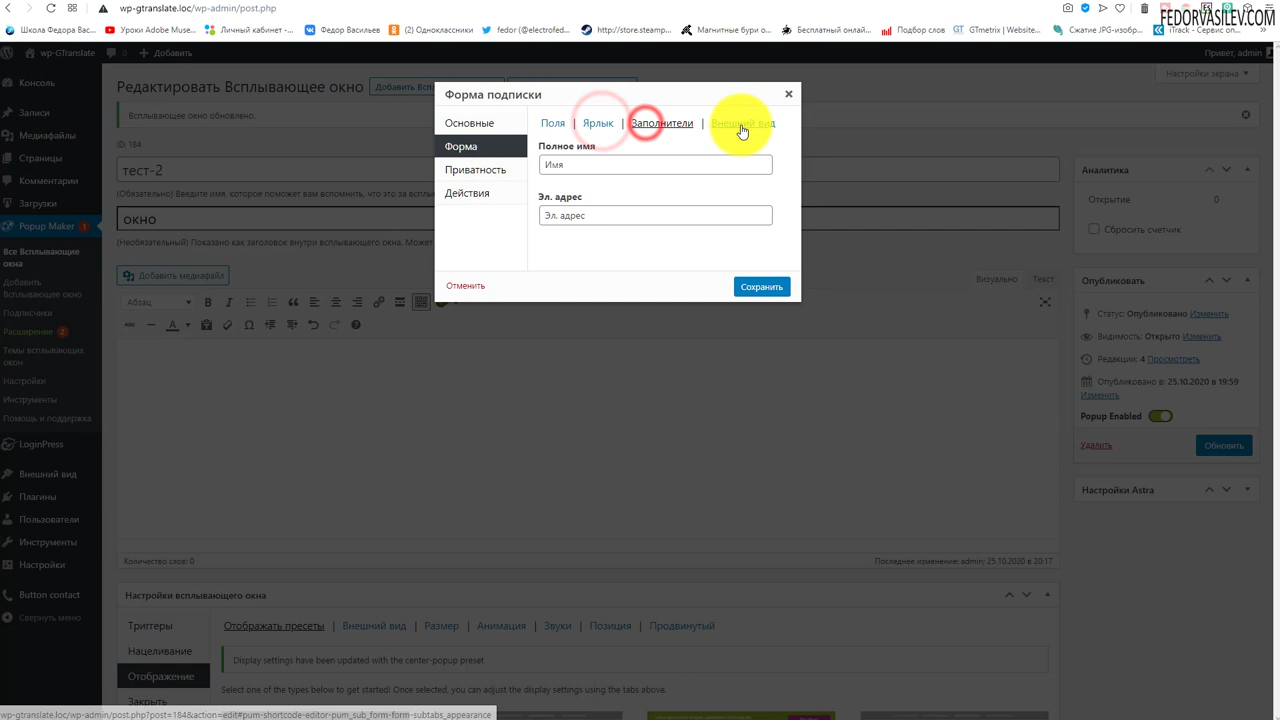 wp-gtranslate.loc/wp-admin/post.php
FEDORVASILEV.COM
Школа Федора Ва...
Уроки Adobe Muse...
Личный кабинет -...
Федор Васильев
(2) Одноклассники
fedor (@electrofed...
http://store.steamp...
Магнитные бури о...
Бесплатный онлай...
Подбор слов
GTmetrix | Website...
Сжатие JPG-изобр...
iTrack - Сервис оп...
wp-GTranslate
0
Добавить
Привет, admin
Консоль
Записи
Медиафайлы
Страницы
Комментарии
Загрузки
Popup Maker 1
Все Всплывающие
окна
Добавить
Всплывающее окно
Подписчики
Расширение 2
Темы всплывающих
окон
Настройки
Инструменты
Помощь и поддержка
LoginPress
Внешний вид
Плагины
Пользователи
Инструменты
Настройки
Button contact
Свернуть меню
Настройки экрана
Редактировать Всплывающее окно
Всплывающее окно обновлено.
ID: 184
тест-2
(Обязательно) Введите имя, которое поможет вам вспомнить, что это за
окно
(Необязательный) Показано как заголовок внутри всплывающего окна. Может
Добавить медиафайл
Визуально
Текст
Абзац
Количество слов: 0
Последнее изменение: admin; 25.10.2020 в 20:17
Форма подписки
Основные
Форма
Приватность
Действия
Поля | Ярлык | Заполнители | Внешний вид
Полное имя
Имя
Эл. адрес
Эл. адрес
Отменить
Сохранить
Аналитика
Открытие 0
Сбросить счетчик
Опубликовать
Статус: Опубликовано Изменить
Видимость: Открыто Изменить
Редакции: 4 Просмотреть
Опубликовано в: 25.10.2020 в 19:59
Изменить
Popup Enabled
Удалить
Обновить
Настройки Astra
Настройки всплывающего окна
Триггеры
Нацеливание
Отображение
Закрыть
Отображать пресеты | Внешний вид | Размер | Анимация | Звуки | Позиция | Продвинутый
Display settings have been updated with the center-popup preset
Select one of the types below to get started! Once selected, you can adjust the display settings using the tabs above.
wp-gtranslate.loc/wp-admin/post.php?post=184&action=edit#pum-shortcode-editor-pum_sub_form-form-subtabs_appearance